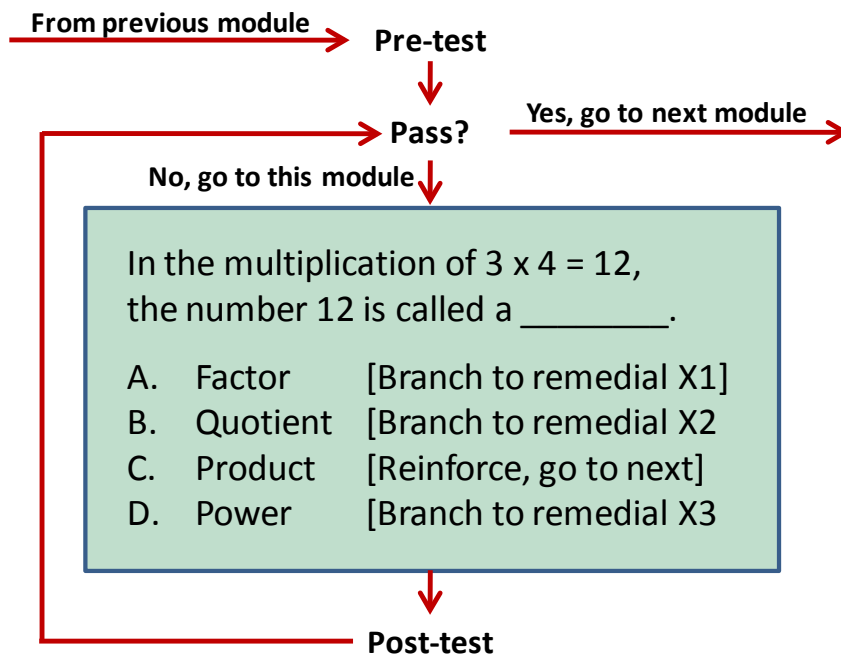 From previous module
Pre-test
Pass?
Yes, go to next module
No, go to this module
In the multiplication of 3 x 4 = 12,
the number 12 is called a ________.
A. Factor [Branch to remedial X1]
B. Quotient [Branch to remedial X2
C. Product [Reinforce, go to next]
D. Power [Branch to remedial X3
Post-test